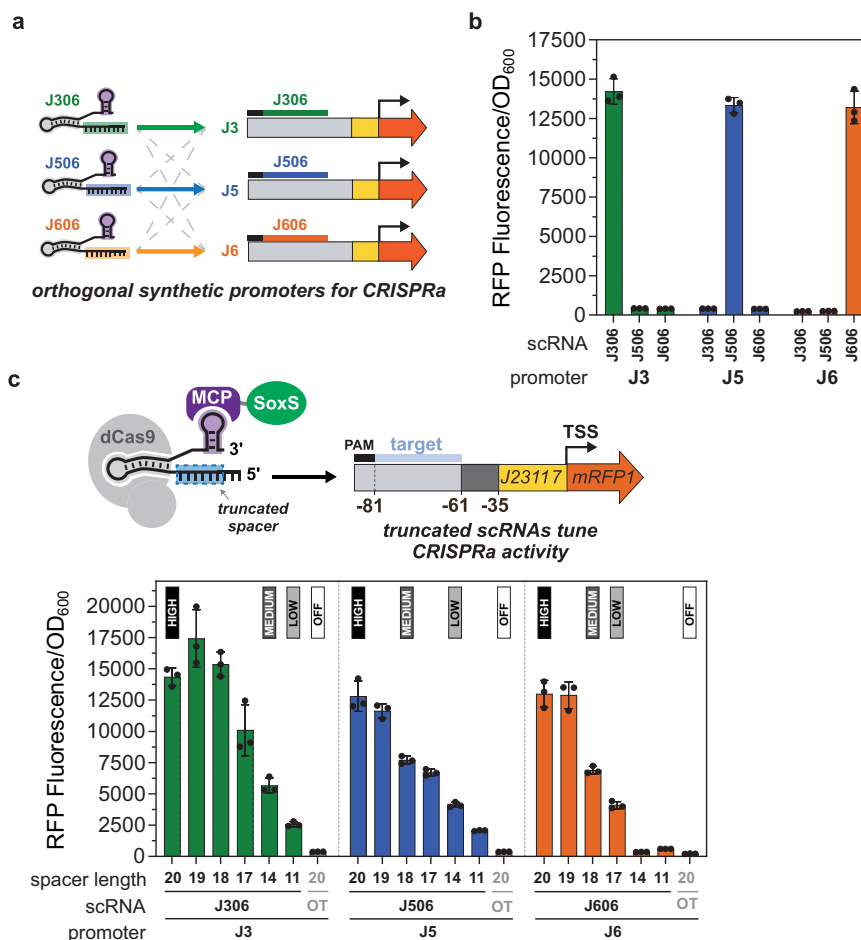 a
J306
J3
J306
J506
J5
J506
J606
J6
J606
orthogonal synthetic promoters for CRISPRa
b
RFP Fluorescence/OD600
17500
15000
12500
10000
7500
5000
2500
0
scRNA
J306 J506 J606 J306 J506 J606 J306 J506 J606
promoter J3 J5 J6
c
MCP SoxS
dCas9
3'
5'
truncated
spacer
PAM target TSS
J23117 mRFP1
-81 -61 -35
truncated scRNAs tune
CRISPRa activity
RFP Fluorescence/OD600
20000
17500
15000
12500
10000
7500
5000
2500
0
HIGH MEDIUM LOW OFF HIGH MEDIUM LOW OFF HIGH MEDIUM LOW OFF
spacer length 20 19 18 17 14 11 20 20 19 18 17 14 11 20 20 19 18 17 14 11 20
scRNA J306 OT J506 OT J606 OT
promoter J3 J5 J6